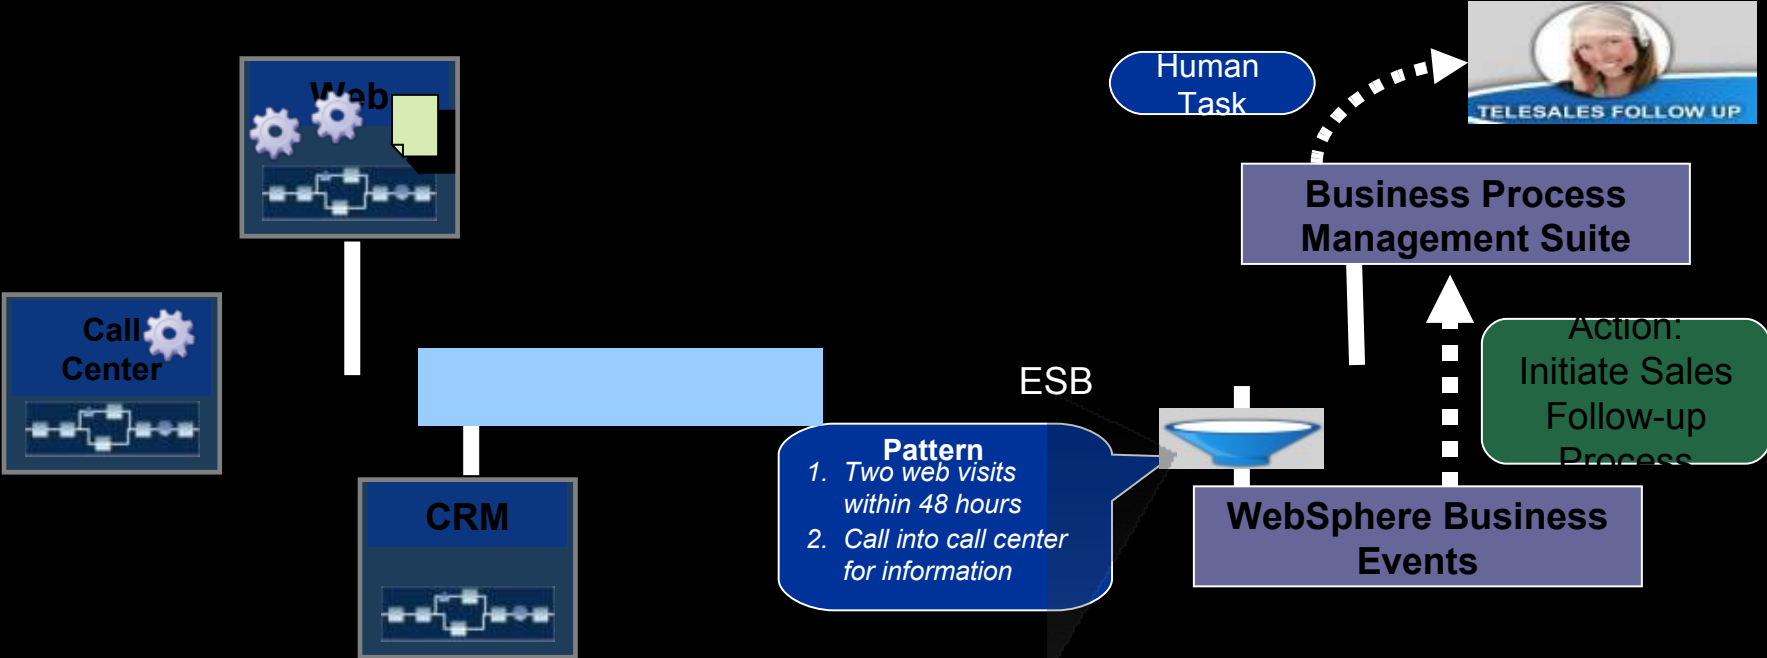 Web
Human
Task
TELESALES FOLLOW UP
Business Process
Management Suite
Call
Center
ESB
Action:
Initiate Sales
Follow-up
Process
Pattern
1. Two web visits
within 48 hours
2. Call into call center
for information
CRM
WebSphere Business
Events